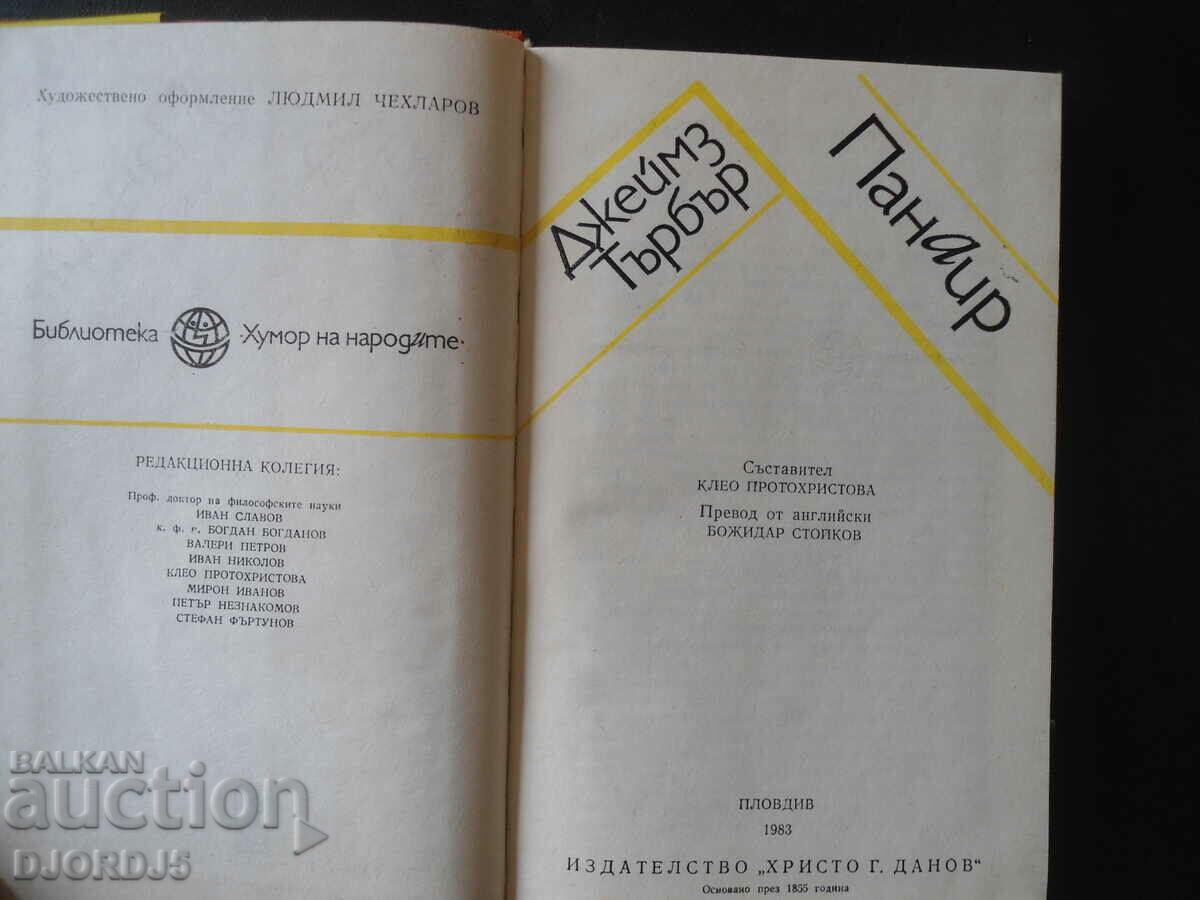 Художествено оформление ЛЮДМИЛ ЧЕХЛАРОВ
Библиотека ·Хумор на народите·
РЕДАКЦИОННА КОЛЕГИЯ:
Проф. доктор на философските науки
ИВАН СЛАВОВ
к. ф. н. БОГДАН БОГДАНОВ
ВАЛЕРИ ПЕТРОВ
ИВАН НИКОЛОВ
КЛЕО ПРОТОХРИСТОВА
МИРОН ИВАНОВ
ПЕТЪР НЕЗНАКОМОВ
СТЕФАН ФЪРТУНОВ
Джеймз
Търбър
Панаир
Съставител
КЛЕО ПРОТОХРИСТОВА
Превод от английски
БОЖИДАР СТОЙКОВ
ПЛОВДИВ
1983
ИЗДАТЕЛСТВО „ХРИСТО Г. ДАНОВ“
Основано през 1855 година
BALKAN
auction
DJORDJ5